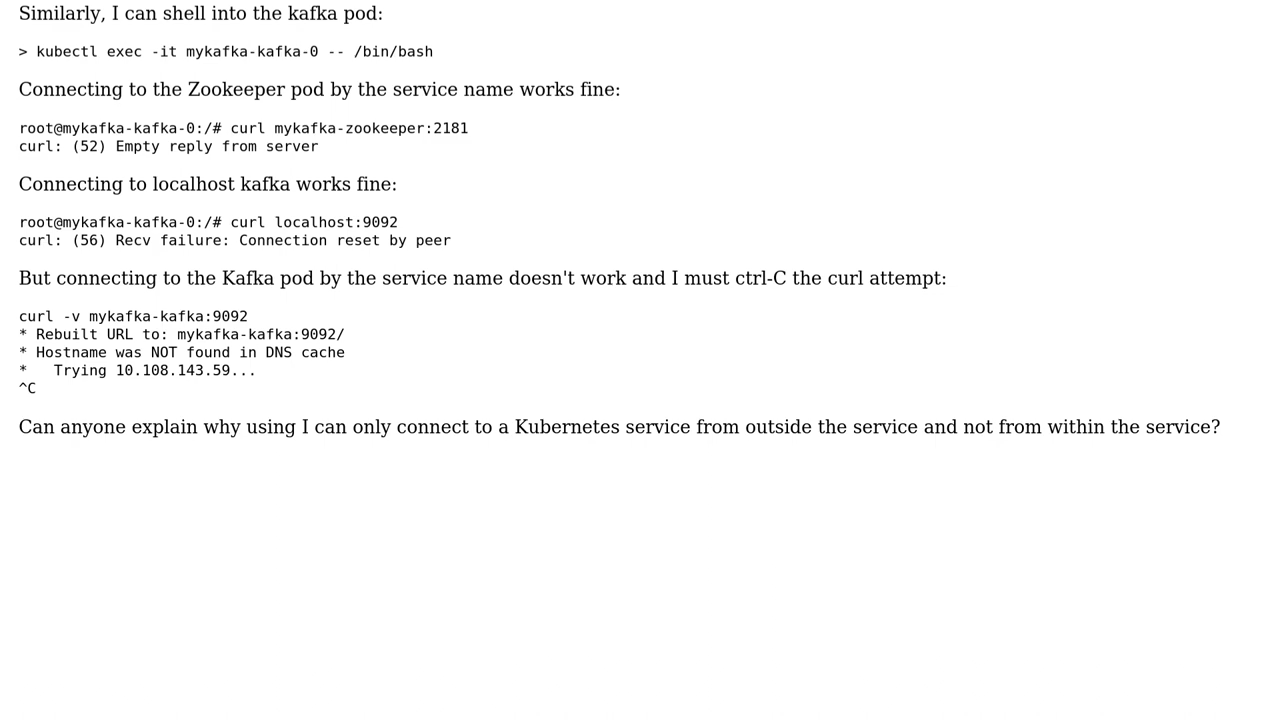 Similarly, I can shell into the kafka pod:
> kubectl exec -it mykafka-kafka-0 -- /bin/bash
Connecting to the Zookeeper pod by the service name works fine:
root@mykafka-kafka-0:/# curl mykafka-zookeeper:2181
curl: (52) Empty reply from server
Connecting to localhost kafka works fine:
root@mykafka-kafka-0:/# curl localhost:9092
curl: (56) Recv failure: Connection reset by peer
But connecting to the Kafka pod by the service name doesn't work and I must ctrl-C the curl attempt:
curl -v mykafka-kafka:9092
* Rebuilt URL to: mykafka-kafka:9092/
* Hostname was NOT found in DNS cache
*   Trying 10.108.143.59...
^C
Can anyone explain why using I can only connect to a Kubernetes service from outside the service and not from within the service?